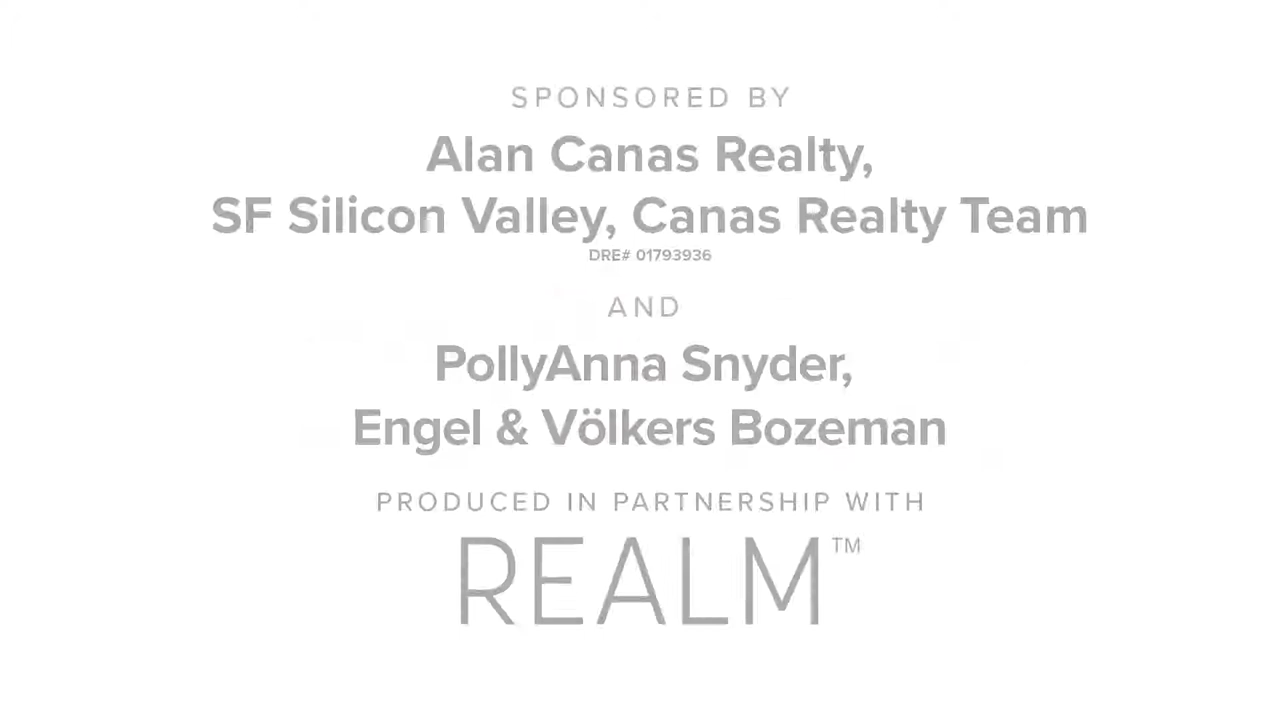 SPONSORED BY
Alan Canas Realty,
SF Silicon Valley, Canas Realty Team
DRE# 01793936
AND
PollyAnna Snyder,
Engel & Völkers Bozeman
PRODUCED IN PARTNERSHIP WITH
REALM™